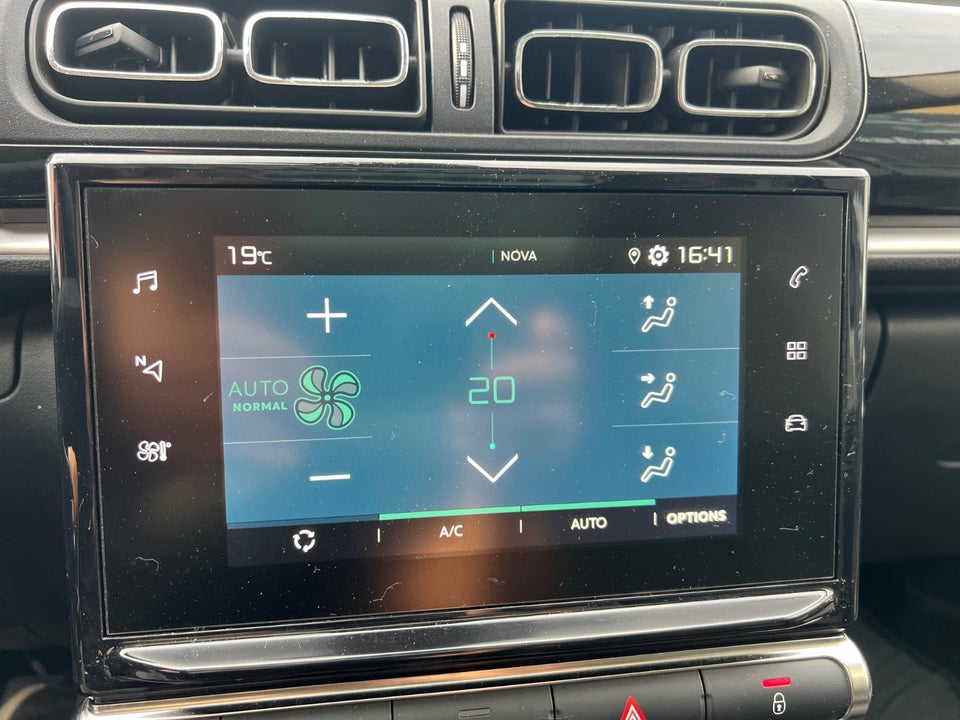 19°C
NOVA
16:41
N
AUTO
NORMAL
20
A/C
AUTO
OPTIONS